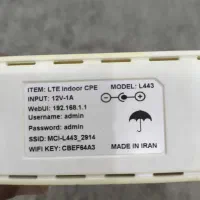 ITEM: LTE Indoor CPE MODEL: L443
INPUT: 12V-1A
WebUI: 192.168.1.1
Username: admin
Password: admin
SSID: MCI-L443_2914
WIFI KEY: CBEF64A3
MADE IN IRAN